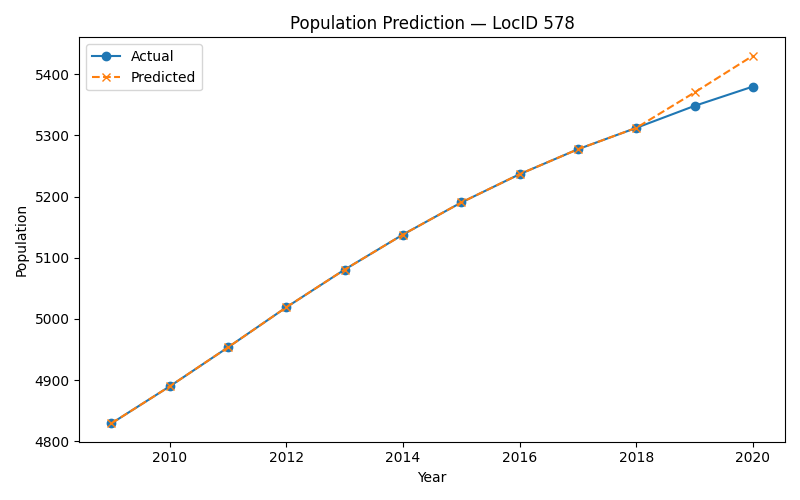 Population Prediction — LocID 578
Actual
Predicted
5400
5300
5200
5100
5000
4900
4800
Population
2010 2012 2014 2016 2018 2020
Year